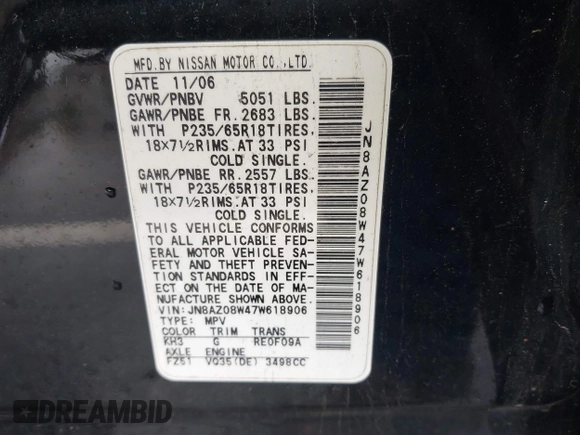 MFD. BY NISSAN MOTOR CO.,LTD.
DATE 11/06
GVWR/PNBV 5051 LBS.
GAWR/PNBE FR. 2683 LBS.
WITH P235/65R18TIRES,
18X7½RIMS.AT 33 PSI
COLD SINGLE.
GAWR/PNBE RR. 2557 LBS.
WITH P235/65R18TIRES,
18X7½RIMS.AT 33 PSI
COLD SINGLE.
THIS VEHICLE CONFORMS
TO ALL APPLICABLE FED-
ERAL MOTOR VEHICLE SA-
FETY AND THEFT PREVEN-
TION STANDARDS IN EFF-
ECT ON THE DATE OF MA-
NUFACTURE SHOWN ABOVE.
VIN:JN8AZ08W47W618906
TYPE: MPV
COLOR TRIM TRANS
KH3 G RE0F09A
AXLE ENGINE
FZ51 VQ35(DE) 3498CC
JN8AZ08W47W618906
DREAMBID